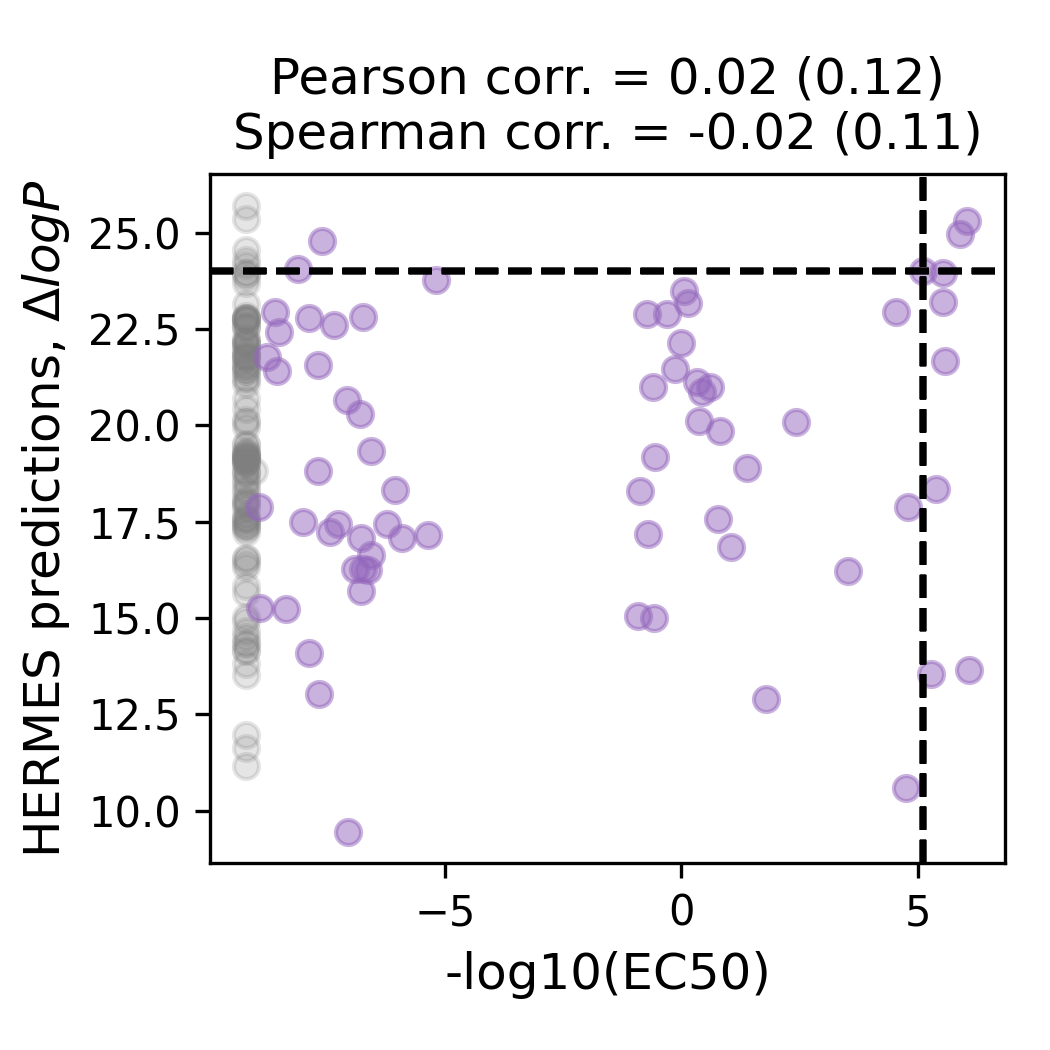 Pearson corr. = 0.02 (0.12)
Spearman corr. = -0.02 (0.11)
HERMES predictions, ΔlogP
25.0
22.5
20.0
17.5
15.0
12.5
10.0
−5 0 5
-log10(EC50)